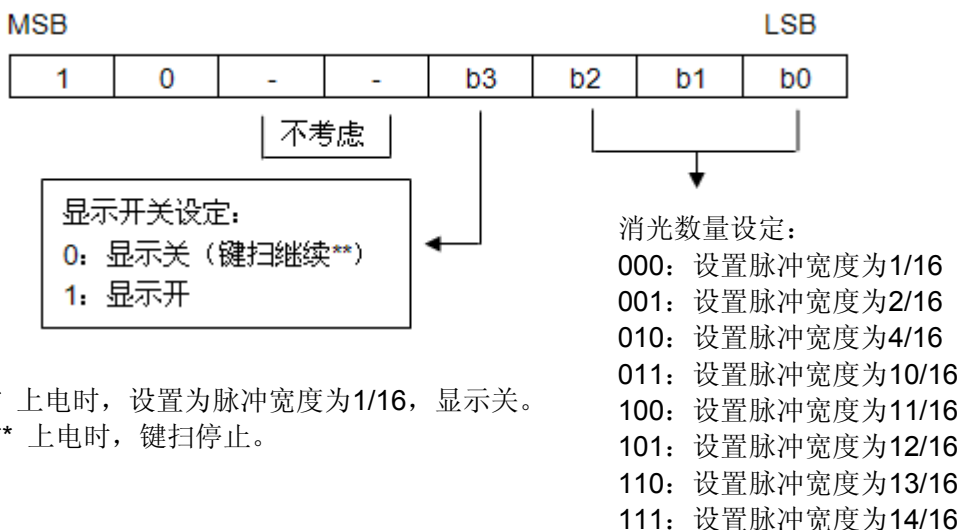 MSB LSB
1 0 - - b3 b2 b1 b0
不考虑
显示开关设定：
0：显示关（键扫继续**）
1：显示开
消光数量设定：
000：设置脉冲宽度为1/16
001：设置脉冲宽度为2/16
010：设置脉冲宽度为4/16
011：设置脉冲宽度为10/16
100：设置脉冲宽度为11/16
101：设置脉冲宽度为12/16
110：设置脉冲宽度为13/16
111：设置脉冲宽度为14/16
* 上电时，设置为脉冲宽度为1/16，显示关。
** 上电时，键扫停止。